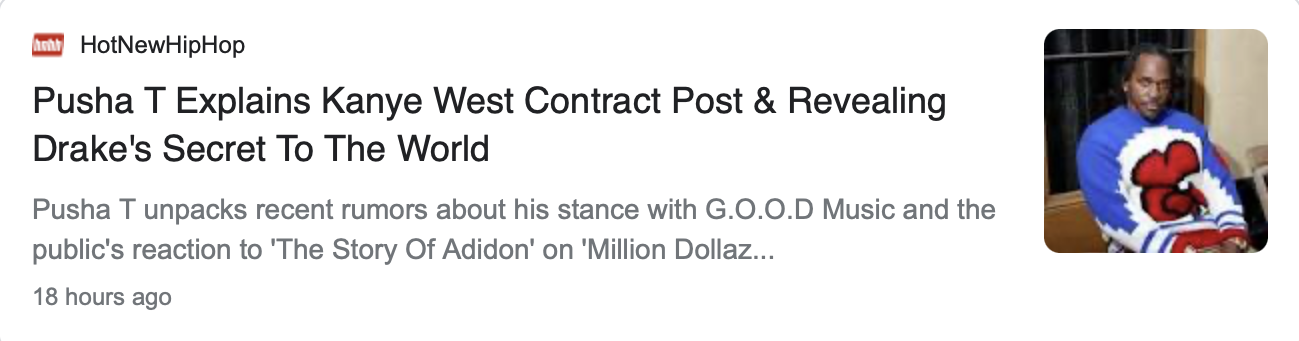 hnhh HotNewHipHop
Pusha T Explains Kanye West Contract Post & Revealing
Drake's Secret To The World
Pusha T unpacks recent rumors about his stance with G.O.O.D Music and the
public's reaction to 'The Story Of Adidon' on 'Million Dollaz...
18 hours ago